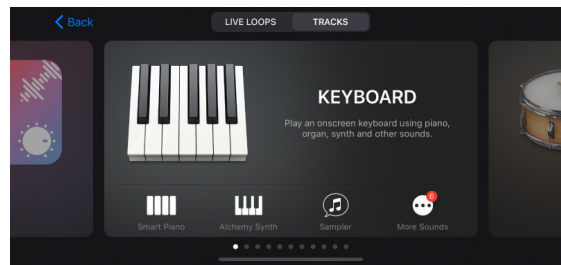 Back
LIVE LOOPS
TRACKS
KEYBOARD
Play an onscreen keyboard using piano,
organ, synth and other sounds.
Smart Piano
Alchemy Synth
Sampler
6
More Sounds